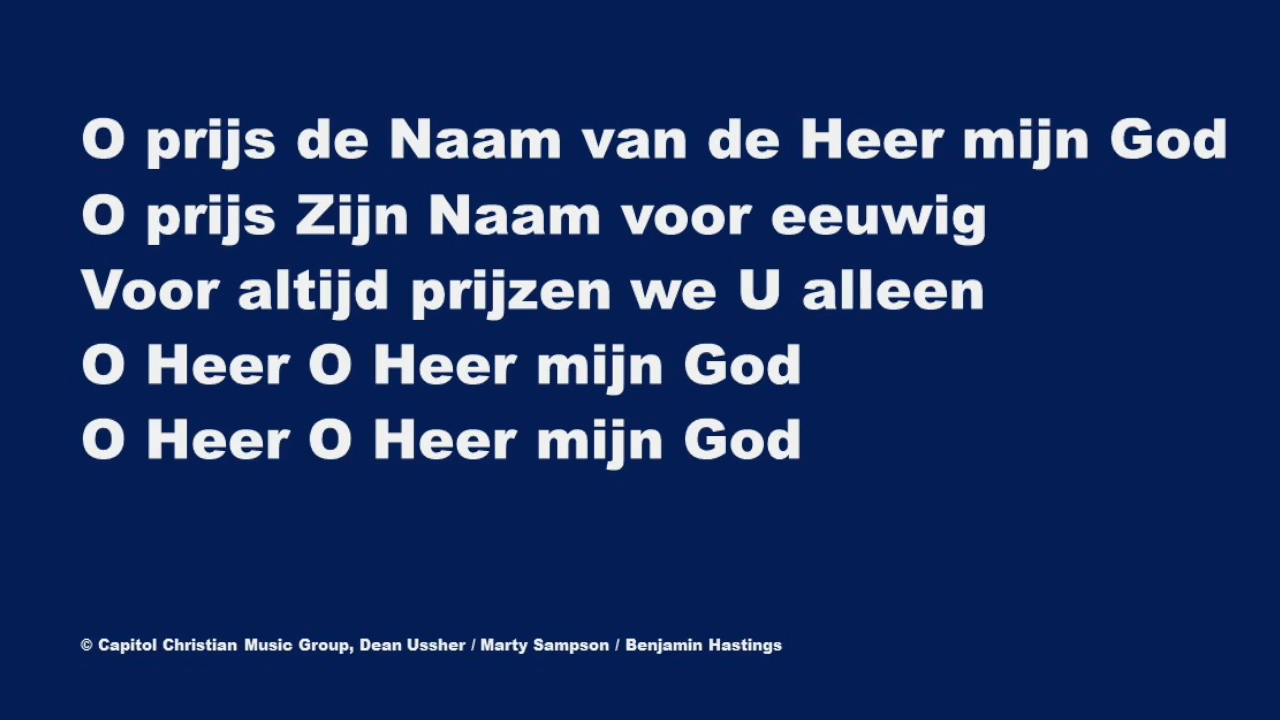 O prijs de Naam van de Heer mijn God
O prijs Zijn Naam voor eeuwig
Voor altijd prijzen we U alleen
O Heer O Heer mijn God
O Heer O Heer mijn God
© Capitol Christian Music Group, Dean Ussher / Marty Sampson / Benjamin Hastings